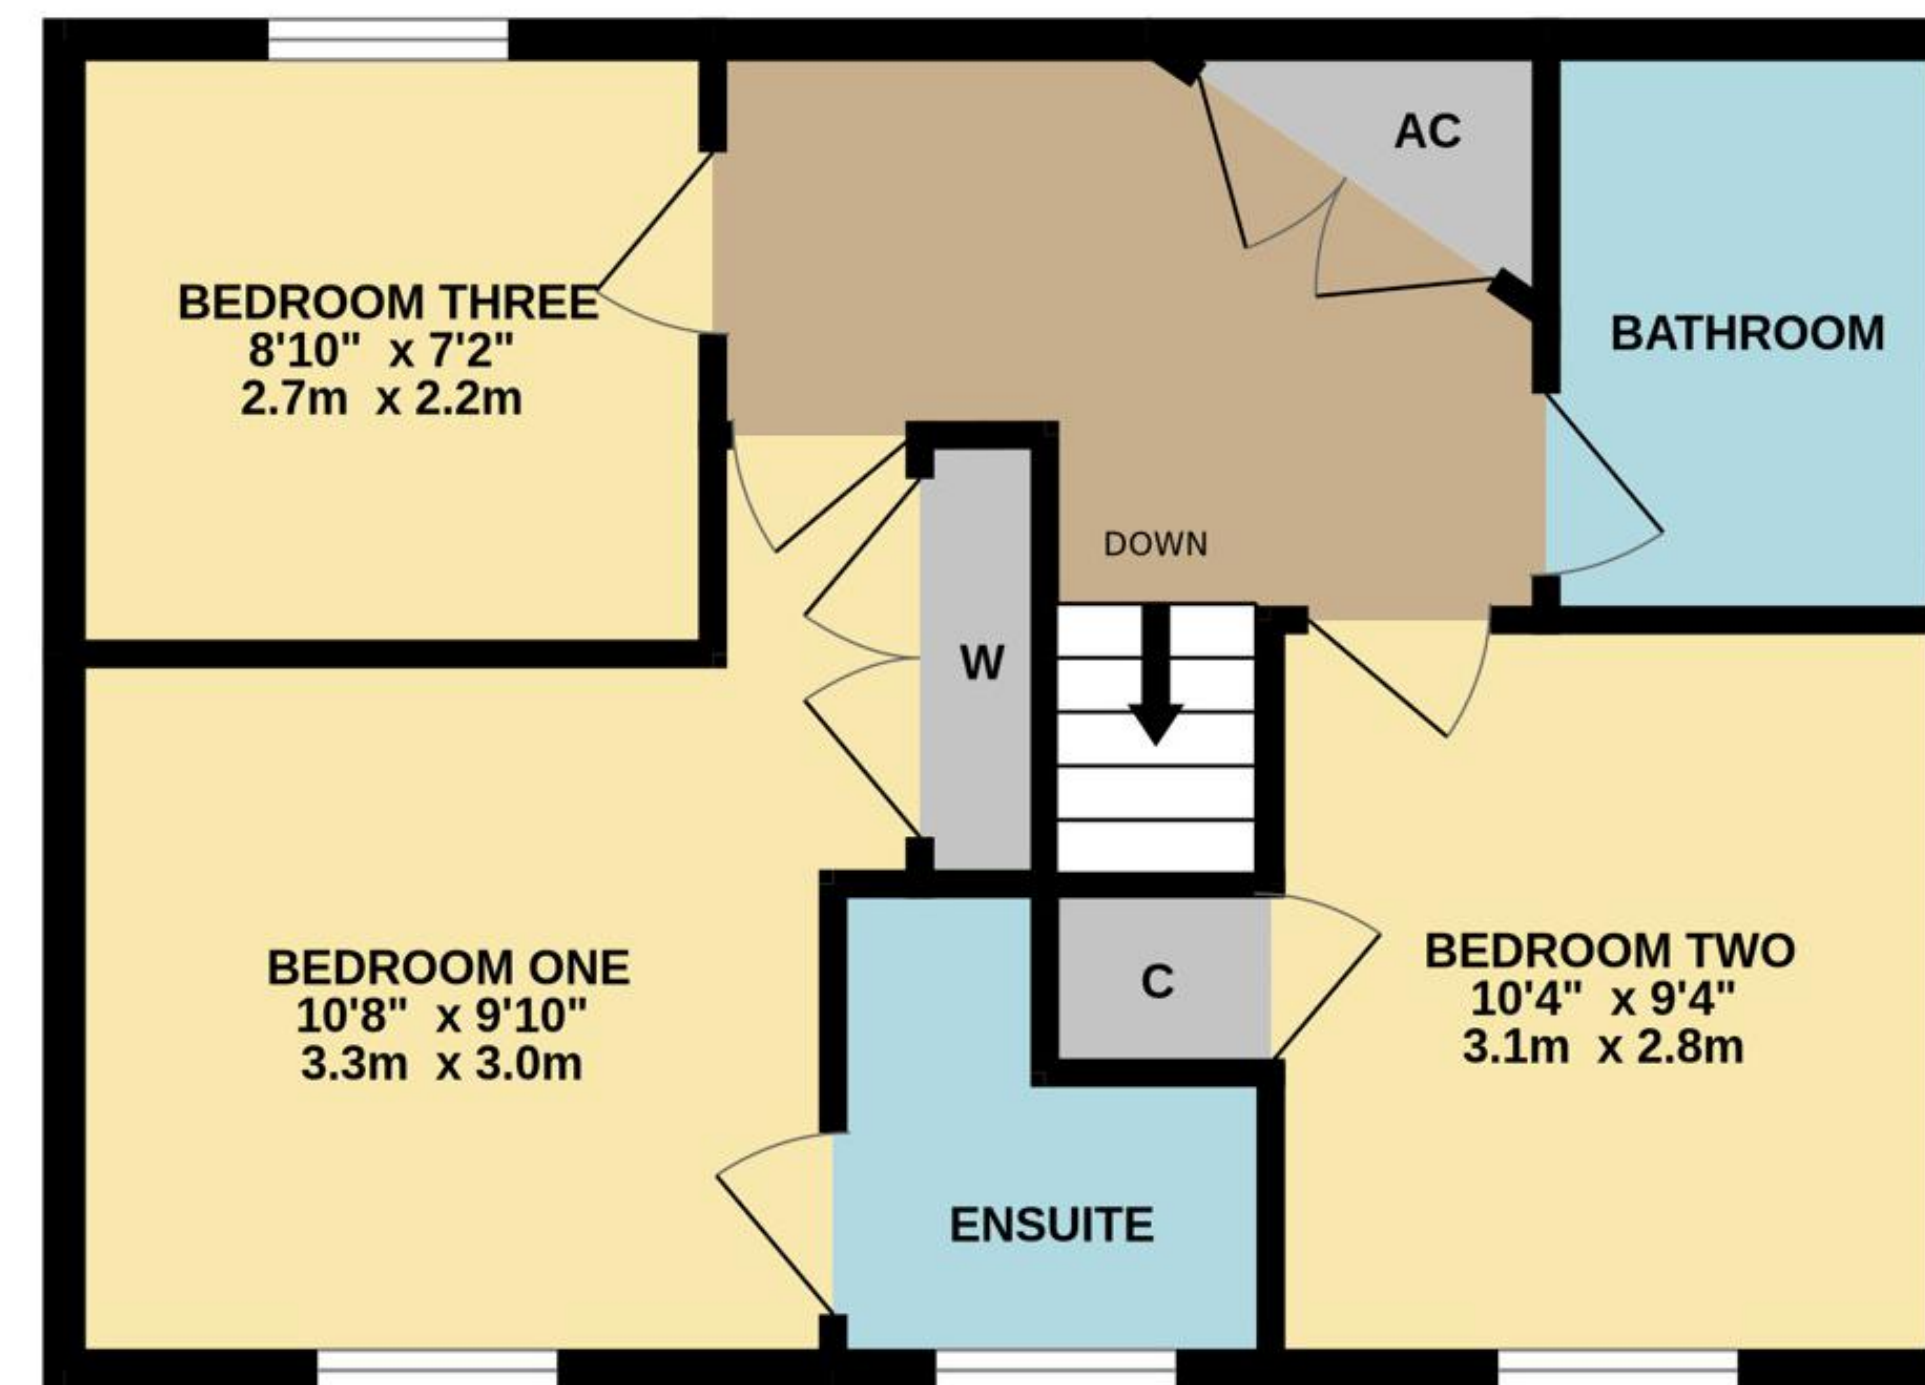 AC
BEDROOM THREE
8'10" x 7'2"
2.7m x 2.2m
BATHROOM
DOWN
W
BEDROOM ONE
10'8" x 9'10"
3.3m x 3.0m
C
BEDROOM TWO
10'4" x 9'4"
3.1m x 2.8m
ENSUITE